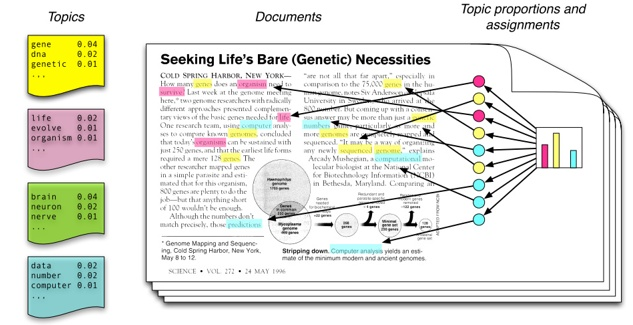 Topics
Documents
Topic proportions and
assignments
gene 0.04
dna 0.02
genetic 0.01
...
life 0.02
evolve 0.01
organism 0.01
...
brain 0.04
neuron 0.02
nerve 0.01
...
data 0.02
number 0.02
computer 0.01
...
Seeking Life's Bare (Genetic) Necessities
COLD SPRING HARBOR, NEW YORK—
How many genes does an organism need to
survive? Last week at the genome meeting
here,* two genome researchers with radically
different approaches presented complemen-
tary views of the basic genes needed for life.
One research team, using computer analy-
ses to compare known genomes, concluded
that today's organisms can be sustained with
just 250 genes, and that the earliest life forms
required a mere 128 genes. The
other researcher mapped genes
in a simple parasite and esti-
mated that for this organism,
800 genes are plenty to do the
job—but that anything short
of 100 wouldn't be enough.
Although the numbers don't
match precisely, those predictions
* Genome Mapping and Sequenc-
ing, Cold Spring Harbor, New York,
May 8 to 12.
"are not all that far apart," especially in
comparison to the 75,000 genes in the hu-
genome, notes Siv Andersson
University in arrived at the
800 number. But coming up with a
sus answer may be more than just a genetic
numbers particularly as more and
more genomes are mapped and
sequenced. "It may be a way of organizing
any newly sequenced genome," explains
Arcady Mushegian, a computational mo-
lecular biologist at the National Center
for Biotechnology Information (NCBI)
in Bethesda, Maryland. Comparing an
Haemophilus
genome
1703 genes
Mycoplasma
genome
Minimal
gene set
250 genes
Stripping down. Computer analysis yields an esti-
mate of the minimum modern and ancient genomes.
SCIENCE • VOL. 272 • 24 MAY 1996